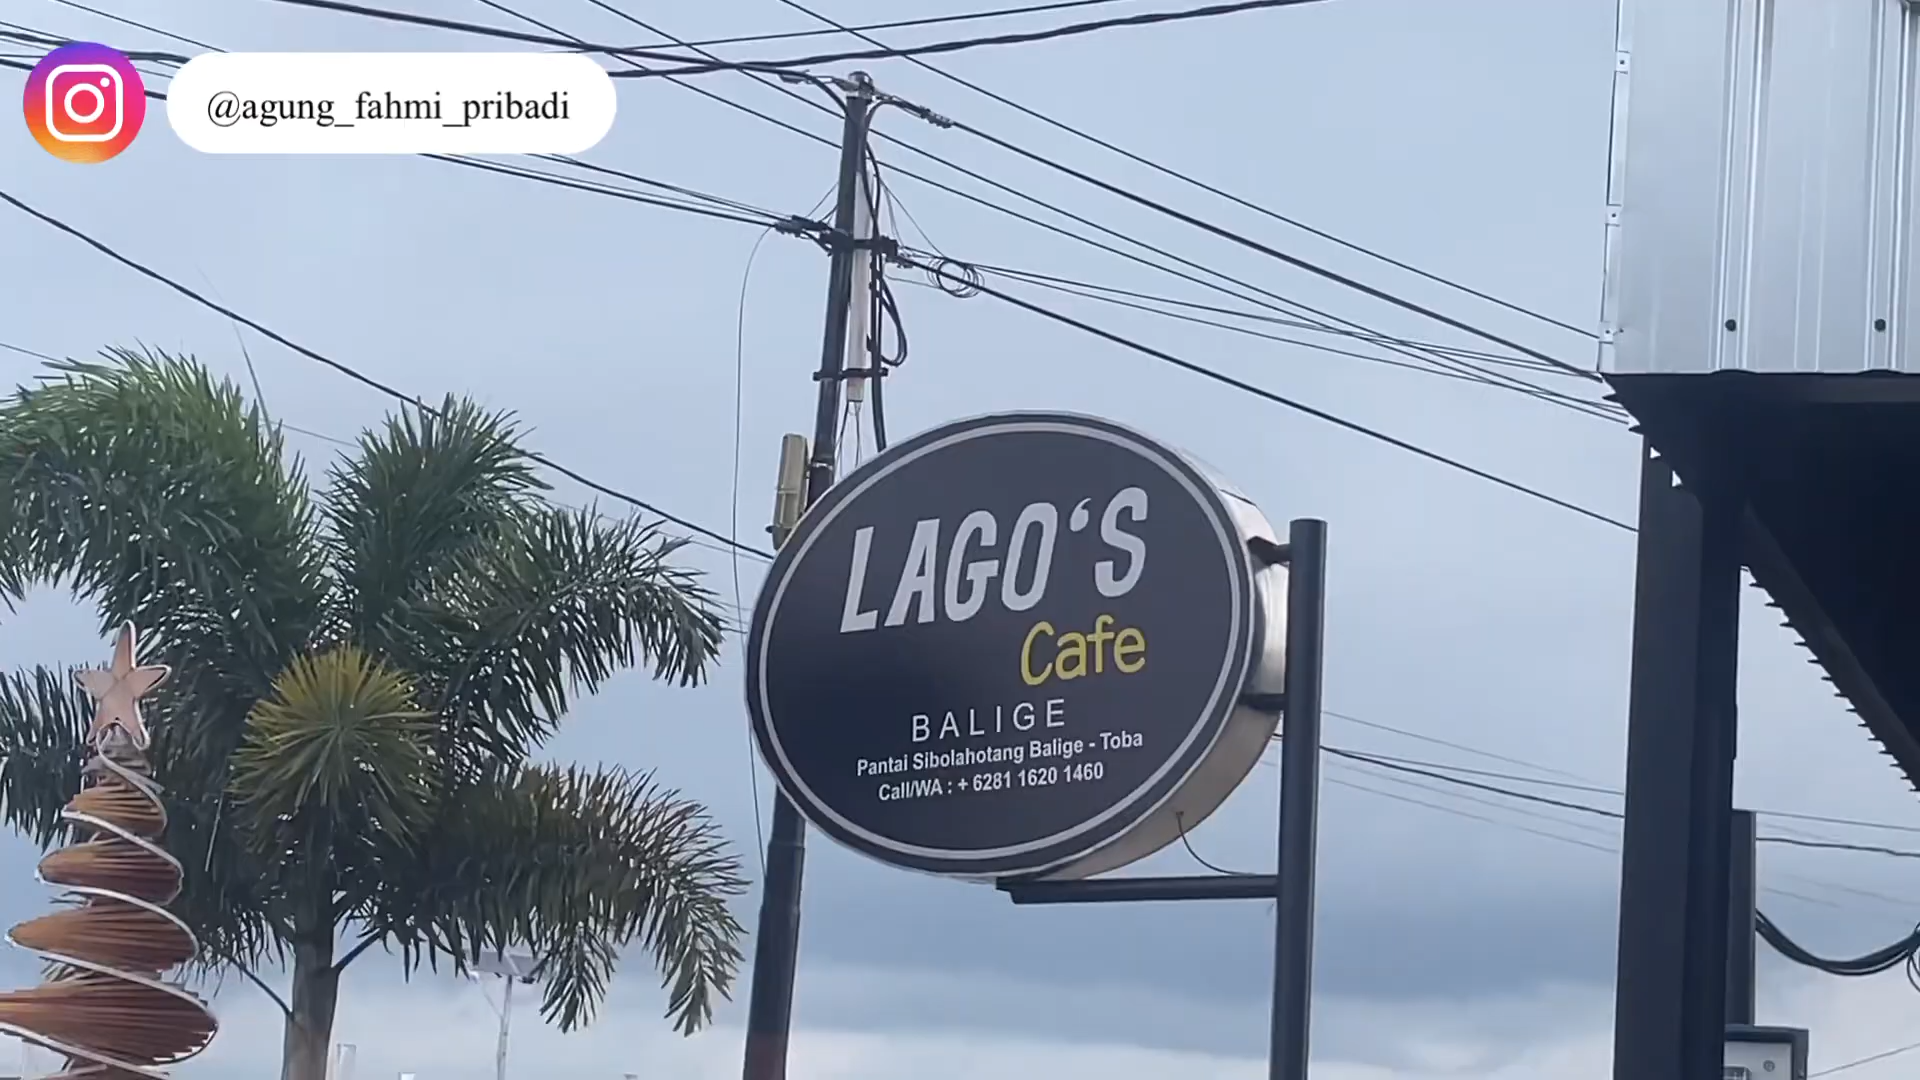 @agung_fahmi_pribadi
LAGO‘S
Cafe
BALIGE
Pantai Sibolahotang Balige - Toba
Call/WA : + 6281 1620 1460